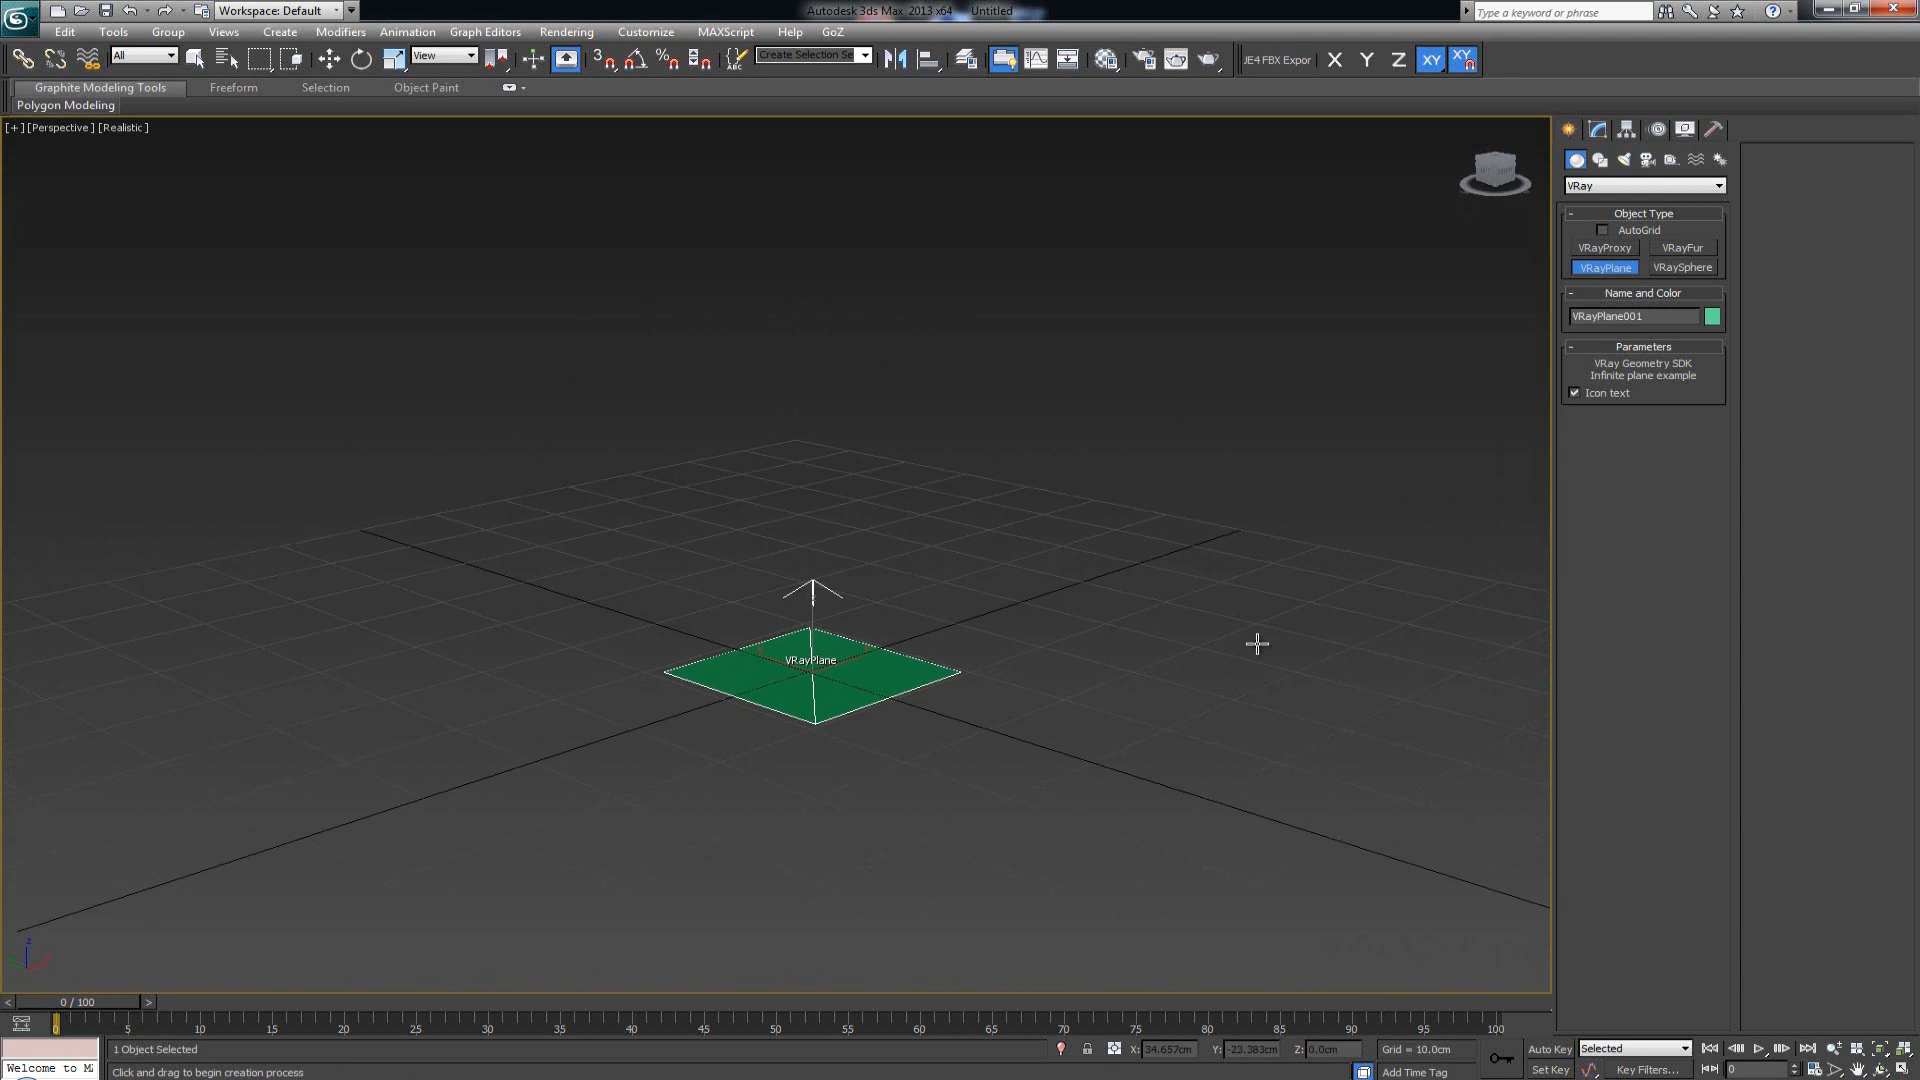 Workspace: Default
Autodesk 3ds Max 2013 x64 Untitled
Type a keyword or phrase
Edit Tools Group Views Create Modifiers Animation Graph Editors Rendering Customize MAXScript Help GoZ
All View 3 Create Selection Se JE4 FBX Expor X Y Z XY XY
Graphite Modeling Tools Freeform Selection Object Paint
Polygon Modeling
[+] [Perspective] [Realistic]
VRay
- Object Type
AutoGrid
VRayProxy VRayFur
VRayPlane VRaySphere
- Name and Color
VRayPlane001
- Parameters
VRay Geometry SDK
Infinite plane example
Icon text
VRayPlane
z
< 0 / 100 >
0 5 10 15 20 25 30 35 40 45 50 55 60 65 70 75 80 85 90 95 100
1 Object Selected X: 34.657cm Y: -23.383cm Z: 0.0cm Grid = 10.0cm Auto Key Selected
Welcome to M Click and drag to begin creation process Add Time Tag Set Key Key Filters... 0